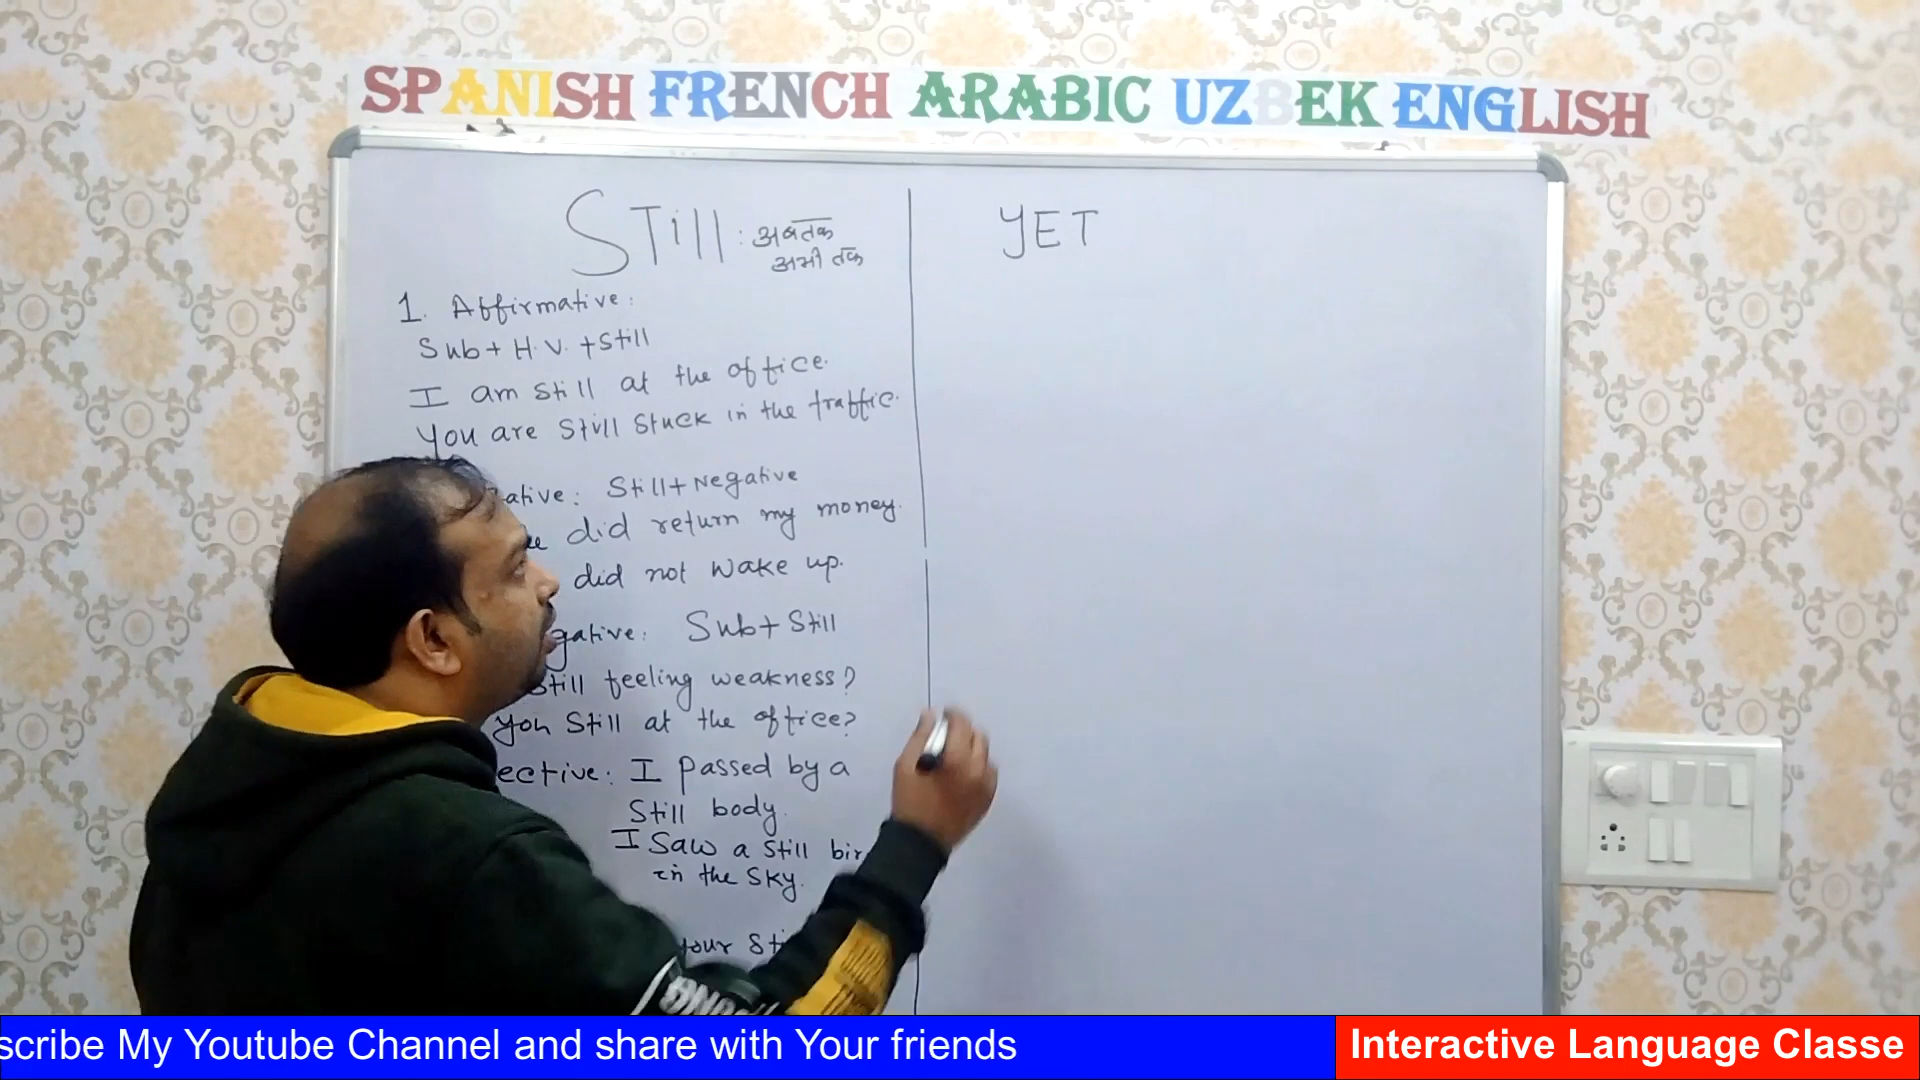 SPANISH FRENCH ARABIC UZBEK ENGLISH
STill : अबतक
अभी तक
1. Affirmative:
Sub + H.V. + Still
I am still at the office.
You are Still Stuck in the traffic.
ative: Still + Negative
did return my money.
did not wake up.
gative: Sub + Still
Still feeling weakness?
you Still at the office?
ective: I passed by a
Still body.
I Saw a Still bir
in the Sky.
your Sti
YET
scribe My Youtube Channel and share with Your friends
Interactive Language Classe